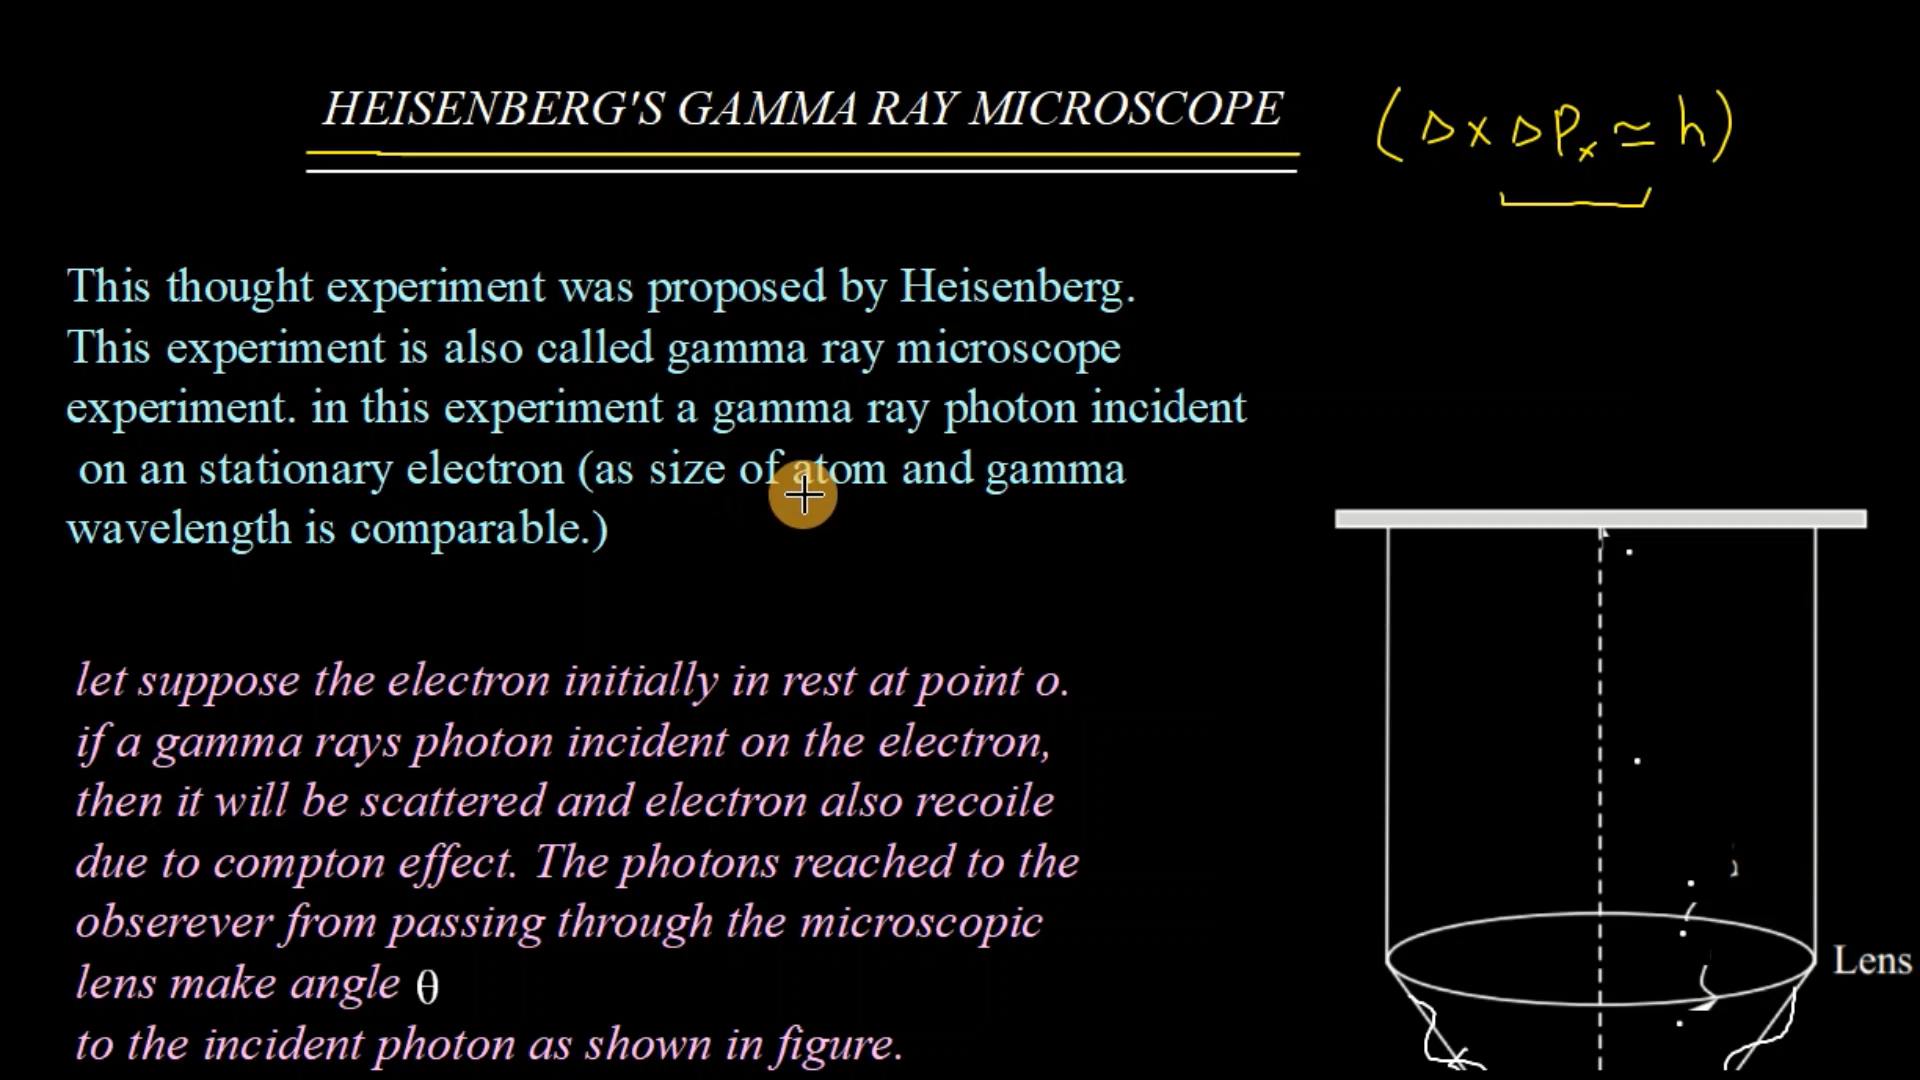 HEISENBERG'S GAMMA RAY MICROSCOPE
(Δx ΔPₓ ≃ h)
This thought experiment was proposed by Heisenberg.
This experiment is also called gamma ray microscope
experiment. in this experiment a gamma ray photon incident
on an stationary electron (as size of atom and gamma
wavelength is comparable.)
let suppose the electron initially in rest at point o.
if a gamma rays photon incident on the electron,
then it will be scattered and electron also recoile
due to compton effect. The photons reached to the
obserever from passing through the microscopic
lens make angle θ
to the incident photon as shown in figure.
Lens